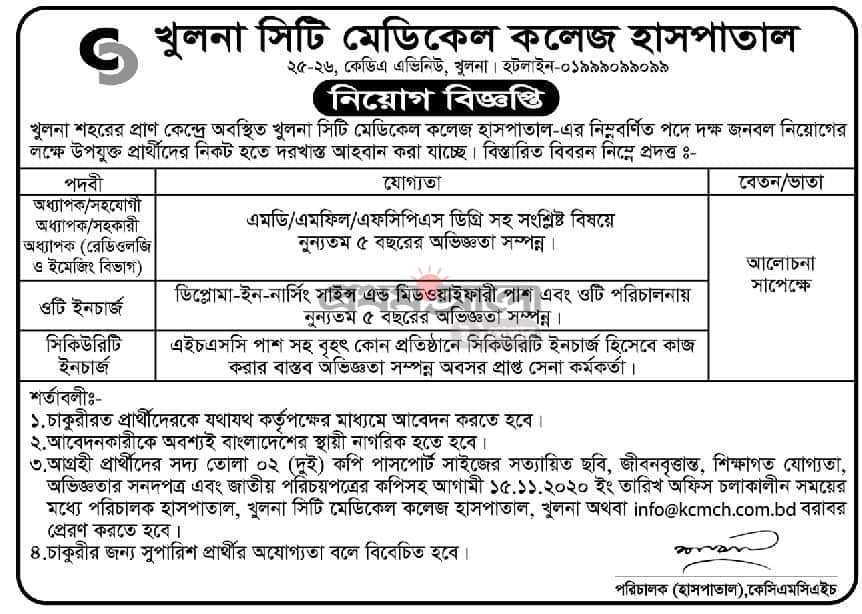 খুলনা সিটি মেডিকেল কলেজ হাসপাতাল
২৫-২৬, কেডিএ এভিনিউ, খুলনা। হটলাইন-০১৯৯৯০৯৯০৯৯
নিয়োগ বিজ্ঞপ্তি
খুলনা শহরের প্রাণ কেন্দ্রে অবস্থিত খুলনা সিটি মেডিকেল কলেজ হাসপাতাল-এর নিম্নবর্ণিত পদে দক্ষ জনবল নিয়োগের
লক্ষে উপযুক্ত প্রার্থীদের নিকট হতে দরখাস্ত আহবান করা যাচ্ছে। বিস্তারিত বিবরন নিম্নে প্রদত্ত ঃ-
পদবী যোগ্যতা বেতন/ভাতা
অধ্যাপক/সহযোগী
অধ্যাপক/সহকারী
অধ্যাপক (রেডিওলজি
ও ইমেজিং বিভাগ)
এমডি/এমফিল/এফসিপিএস ডিগ্রি সহ সংশ্লিষ্ট বিষয়ে
নুন্যতম ৫ বছরের অভিজ্ঞতা সম্পন্ন।
আলোচনা
সাপেক্ষে
ওটি ইনচার্জ
ডিপ্লোমা-ইন-নার্সিং সাইন্স এন্ড মিডওয়াইফারী পাশ এবং ওটি পরিচালনায়
নুন্যতম ৫ বছরের অভিজ্ঞতা সম্পন্ন।
প্রথম আলো
সিকিউরিটি
ইনচার্জ
এইচএসসি পাশ সহ বৃহৎ কোন প্রতিষ্ঠানে সিকিউরিটি ইনচার্জ হিসেবে কাজ
করার বাস্তব অভিজ্ঞতা সম্পন্ন অবসর প্রাপ্ত সেনা কর্মকর্তা।
শর্তাবলীঃ-
১.চাকুরীরত প্রার্থীদেরকে যথাযথ কর্তৃপক্ষের মাধ্যমে আবেদন করতে হবে।
২.আবেদনকারীকে অবশ্যই বাংলাদেশের স্থায়ী নাগরিক হতে হবে।
৩.আগ্রহী প্রার্থীদের সদ্য তোলা ০২ (দুই) কপি পাসপোর্ট সাইজের সত্যায়িত ছবি, জীবনবৃত্তান্ত, শিক্ষাগত যোগ্যতা,
অভিজ্ঞতার সনদপত্র এবং জাতীয় পরিচয়পত্রের কপিসহ আগামী ১৫.১১.২০২০ ইং তারিখ অফিস চলাকালীন সময়ের
মধ্যে পরিচালক হাসপাতাল, খুলনা সিটি মেডিকেল কলেজ হাসপাতাল, খুলনা অথবা info@kcmch.com.bd বরাবর
প্রেরণ করতে হবে।
৪.চাকুরীর জন্য সুপারিশ প্রার্থীর অযোগ্যতা বলে বিবেচিত হবে।
পরিচালক (হাসপাতাল),কেসিএমসিএইচ